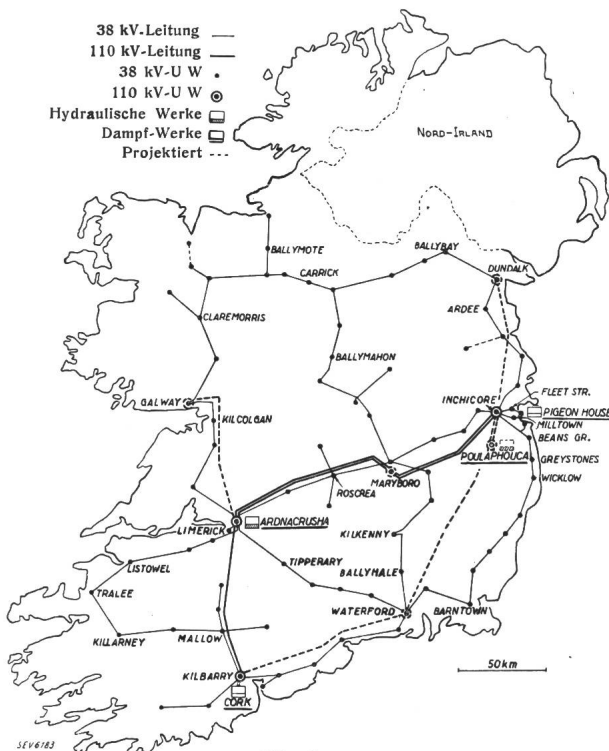 38 kV-Leitung
110 kV-Leitung
38 kV-U W
110 kV-U W
Hydraulische Werke
Dampf-Werke
Projektiert
NORD-IRLAND
BALLYMOTE
BALLYBAY
CARRICK
DUNDALK
ARDEE
CLAREMORRIS
BALLYMAHON
INCHICORE
FLEET STR.
GALWAY
PIGEON HOUSE
KILCOLGAN
MILLTOWN
BEANS GR.
POULAPHOUCA
GREYSTONES
MARYBORO
WICKLOW
ROSCREA
LIMERICK
ARDNACRUSHA
KILKENNY
TIPPERARY
LISTOWEL
BALLYHALE
TRALEE
WATERFORD
BARNTOWN
KILLARNEY
MALLOW
50km
KILBARRY
CORK
SEV6183